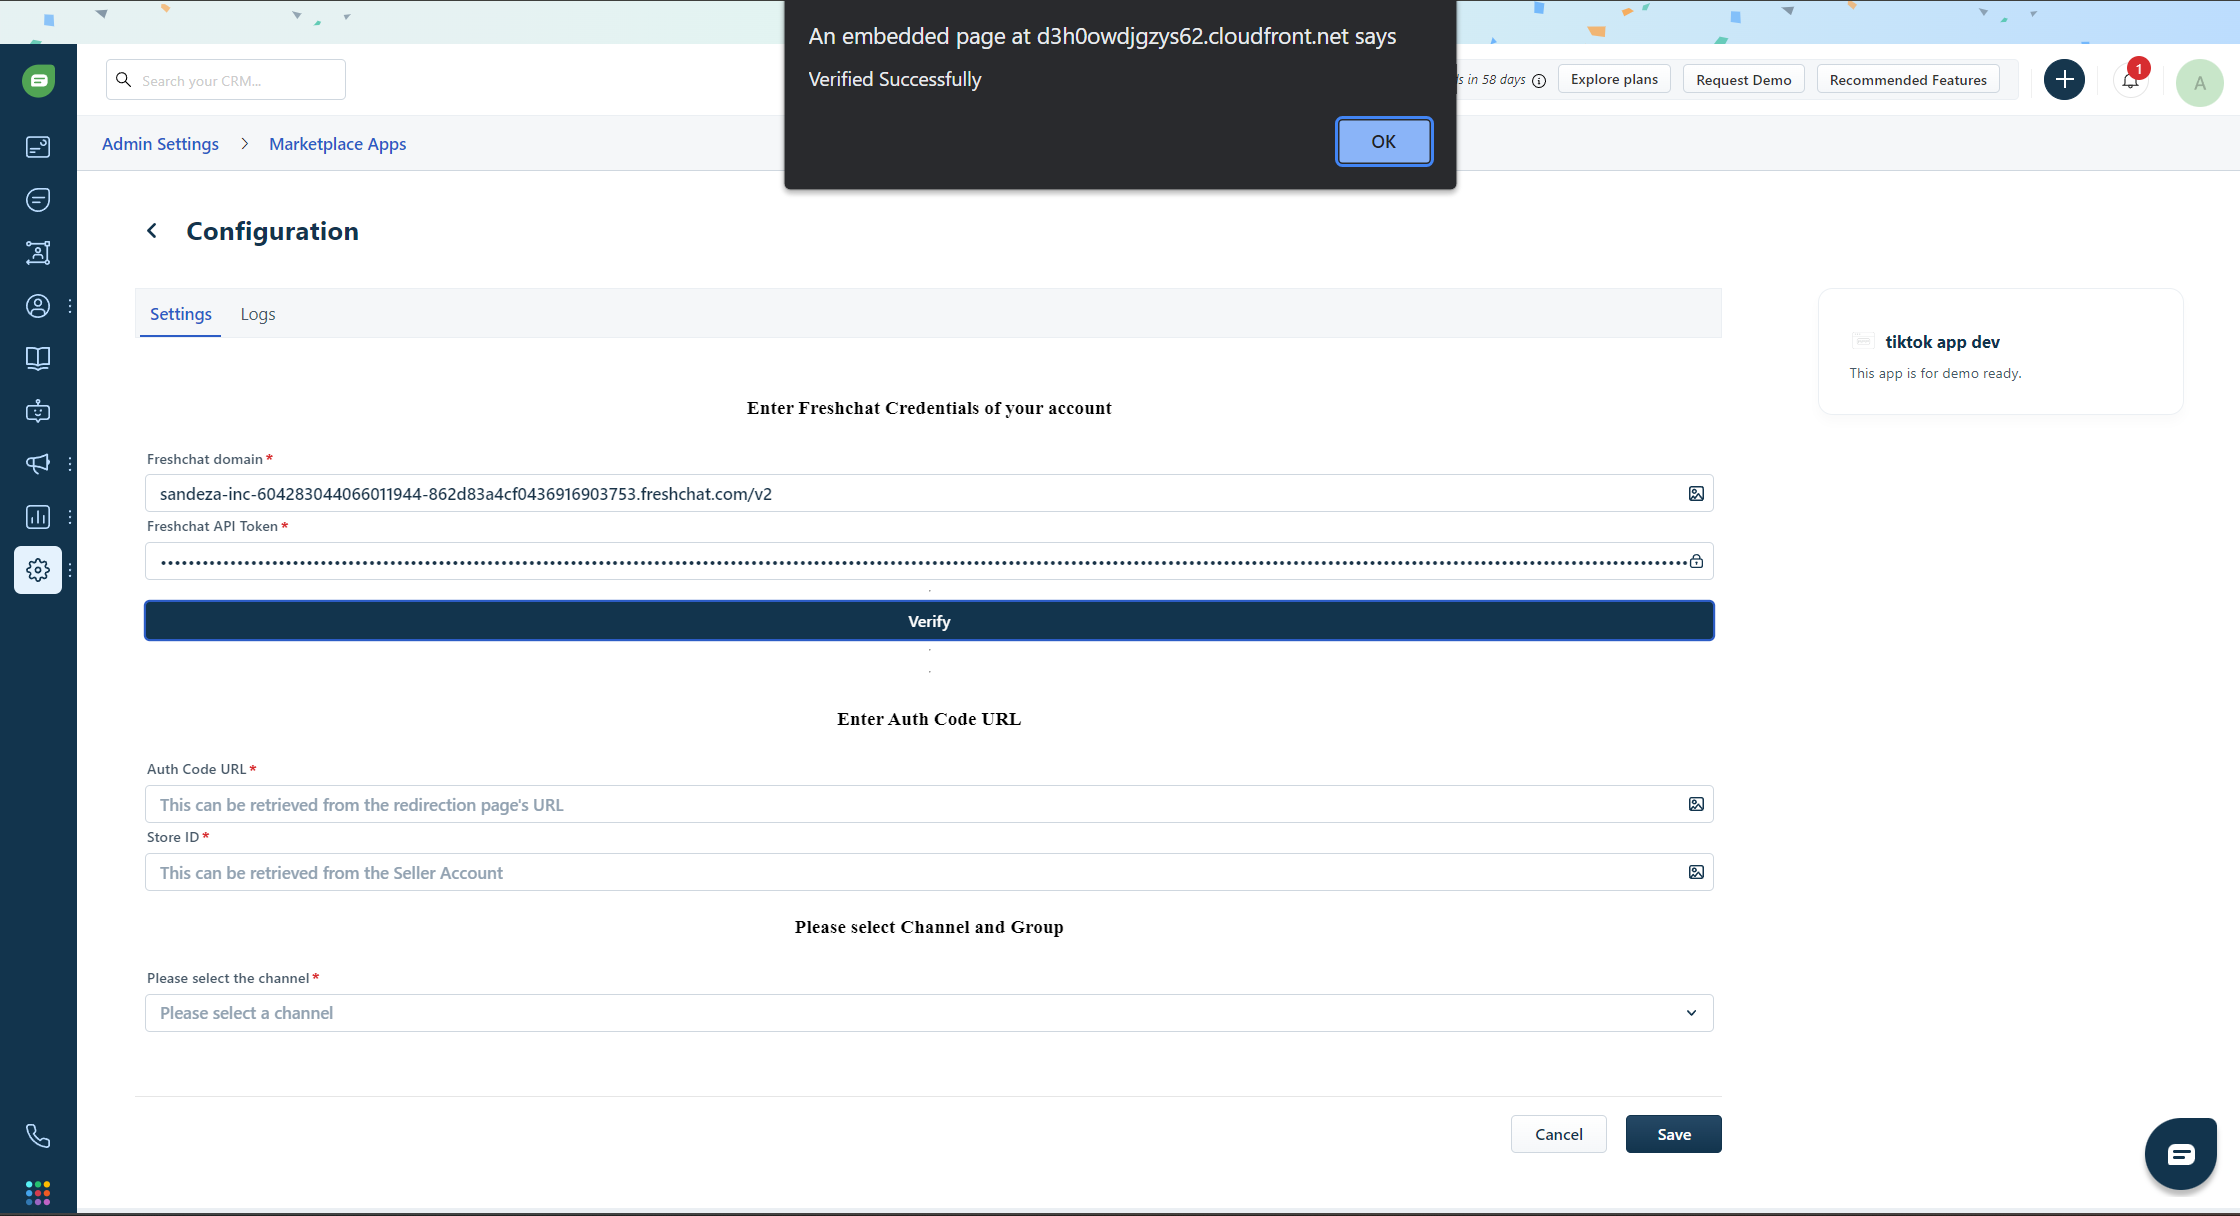 An embedded page at d3h0owdjgzys62.cloudfront.net says
Verified Successfully
OK
Search your CRM...
in 58 days
Explore plans
Request Demo
Recommended Features
1
A
Admin Settings
Marketplace Apps
Configuration
Settings
Logs
tiktok app dev
This app is for demo ready.
Enter Freshchat Credentials of your account
Freshchat domain*
sandeza-inc-604283044066011944-862d83a4cf0436916903753.freshchat.com/v2
Freshchat API Token*
Verify
Enter Auth Code URL
Auth Code URL*
This can be retrieved from the redirection page's URL
Store ID*
This can be retrieved from the Seller Account
Please select Channel and Group
Please select the channel*
Please select a channel
Cancel
Save